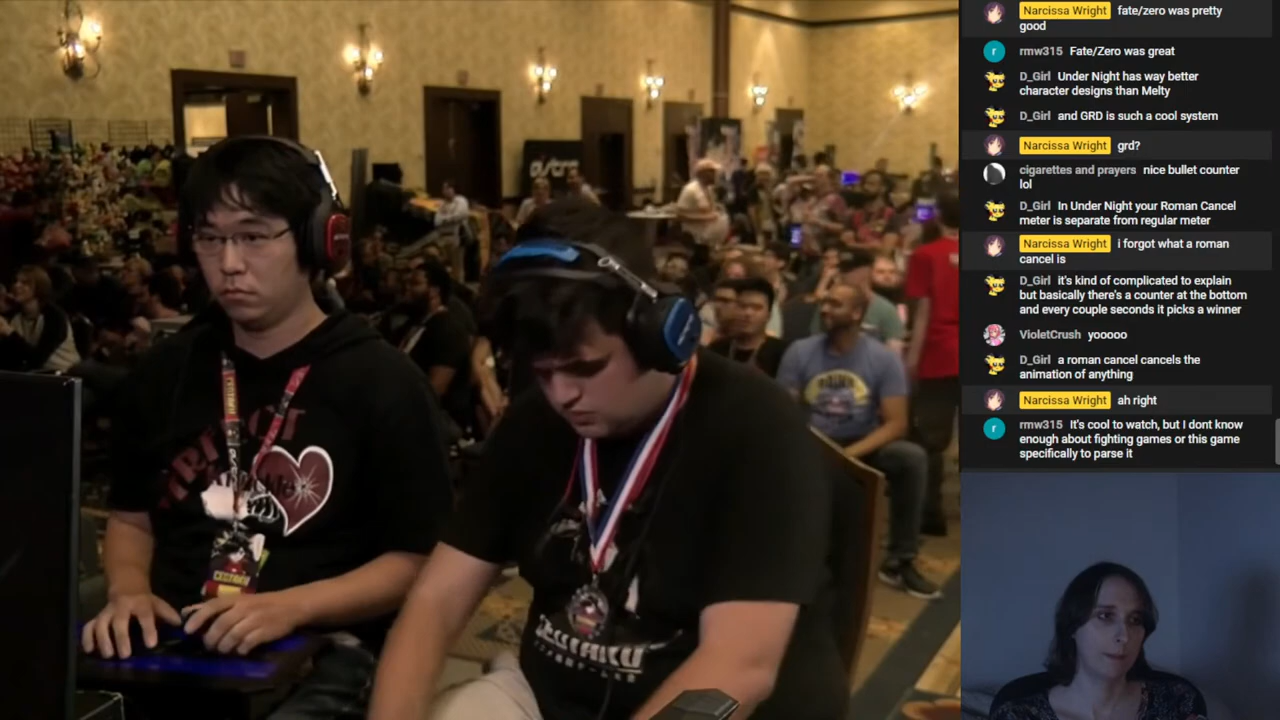 Narcissa Wright fate/zero was pretty
good
rmw315 Fate/Zero was great
D_Girl Under Night has way better
character designs than Melty
D_Girl and GRD is such a cool system
Narcissa Wright grd?
cigarettes and prayers nice bullet counter
lol
D_Girl In Under Night your Roman Cancel
meter is separate from regular meter
Narcissa Wright i forgot what a roman
cancel is
D_Girl it's kind of complicated to explain
but basically there's a counter at the bottom
and every couple seconds it picks a winner
VioletCrush yooooo
D_Girl a roman cancel cancels the
animation of anything
Narcissa Wright ah right
r
rmw315 It's cool to watch, but I dont know
enough about fighting games or this game
specifically to parse it
r
ASTRO
CEOTAKU
CEOTAKU